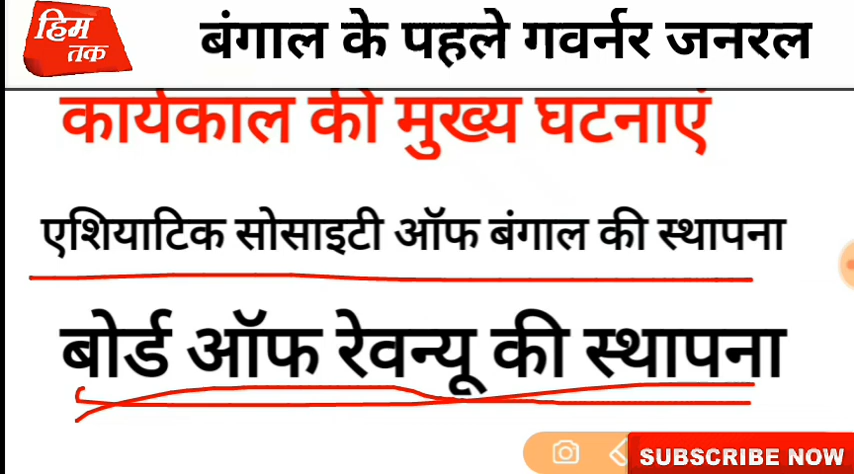 हिम
तक
बंगाल के पहले गवर्नर जनरल
कार्यकाल की मुख्य घटनाएं
एशियाटिक सोसाइटी ऑफ बंगाल की स्थापना
बोर्ड ऑफ रेवन्यू की स्थापना
SUBSCRIBE NOW